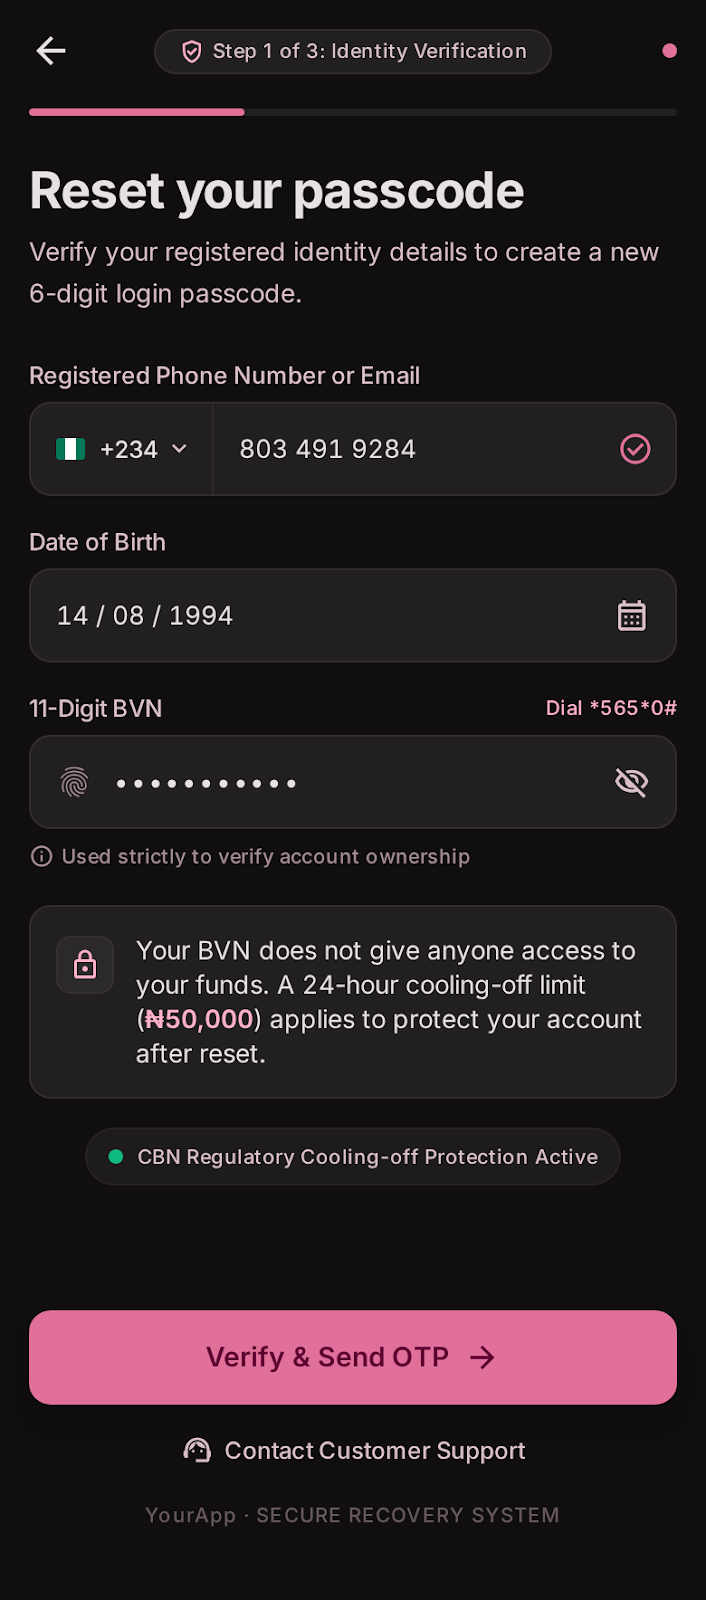 Step 1 of 3: Identity Verification
Reset your passcode
Verify your registered identity details to create a new
6-digit login passcode.
Registered Phone Number or Email
+234
803 491 9284
Date of Birth
14 / 08 / 1994
11-Digit BVN
Dial *565*0#
•••••••••••
Used strictly to verify account ownership
Your BVN does not give anyone access to
your funds. A 24-hour cooling-off limit
(₦50,000) applies to protect your account
after reset.
CBN Regulatory Cooling-off Protection Active
Verify & Send OTP
Contact Customer Support
YourApp · SECURE RECOVERY SYSTEM